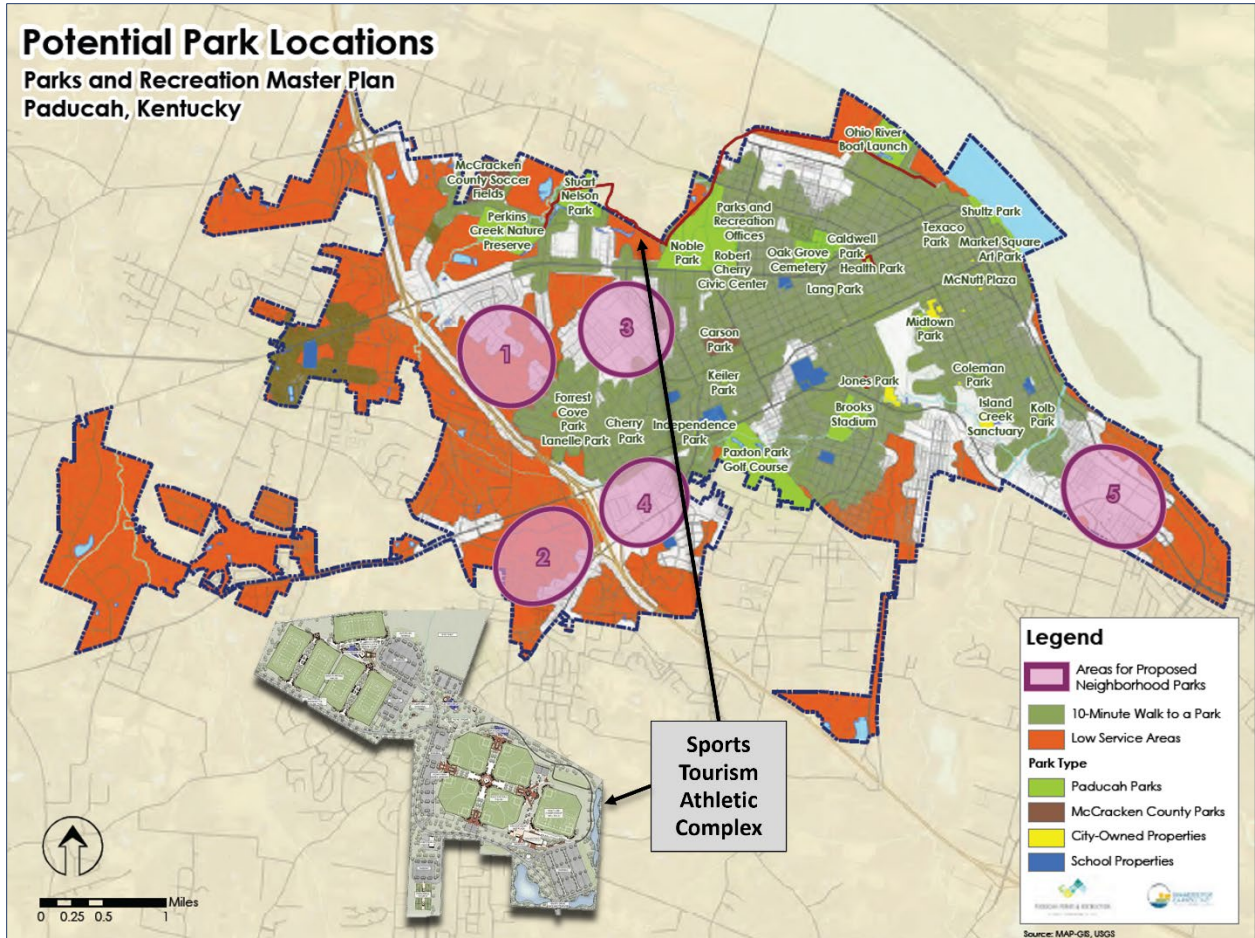 Potential Park Locations
Parks and Recreation Master Plan
Paducah, Kentucky
Ohio River
Boat Launch
McCracken
County Soccer
Fields
Stuart
Nelson
Park
Perkins
Creek Nature
Preserve
Parks and
Recreation
Offices
Noble
Park
Robert
Cherry
Civic Center
Oak Grove
Cemetery
Caldwell
Park
Health Park
Lang Park
Texaco
Park
Shultz Park
Market Square
Art Park
McNutt Plaza
Midtown
Park
Carson
Park
Keiler
Park
Jones Park
Coleman
Park
Brooks
Stadium
Island
Creek
Sanctuary
Kolb
Park
Forrest
Cove
Park
Lanelle Park
Cherry
Park
Independence
Park
Paxton Park
Golf Course
1
3
4
2
5
Sports
Tourism
Athletic
Complex
Legend
Areas for Proposed
Neighborhood Parks
10-Minute Walk to a Park
Low Service Areas
Park Type
Paducah Parks
McCracken County Parks
City-Owned Properties
School Properties
Miles
0 0.25 0.5 1
Source: MAP-GIS, USGS